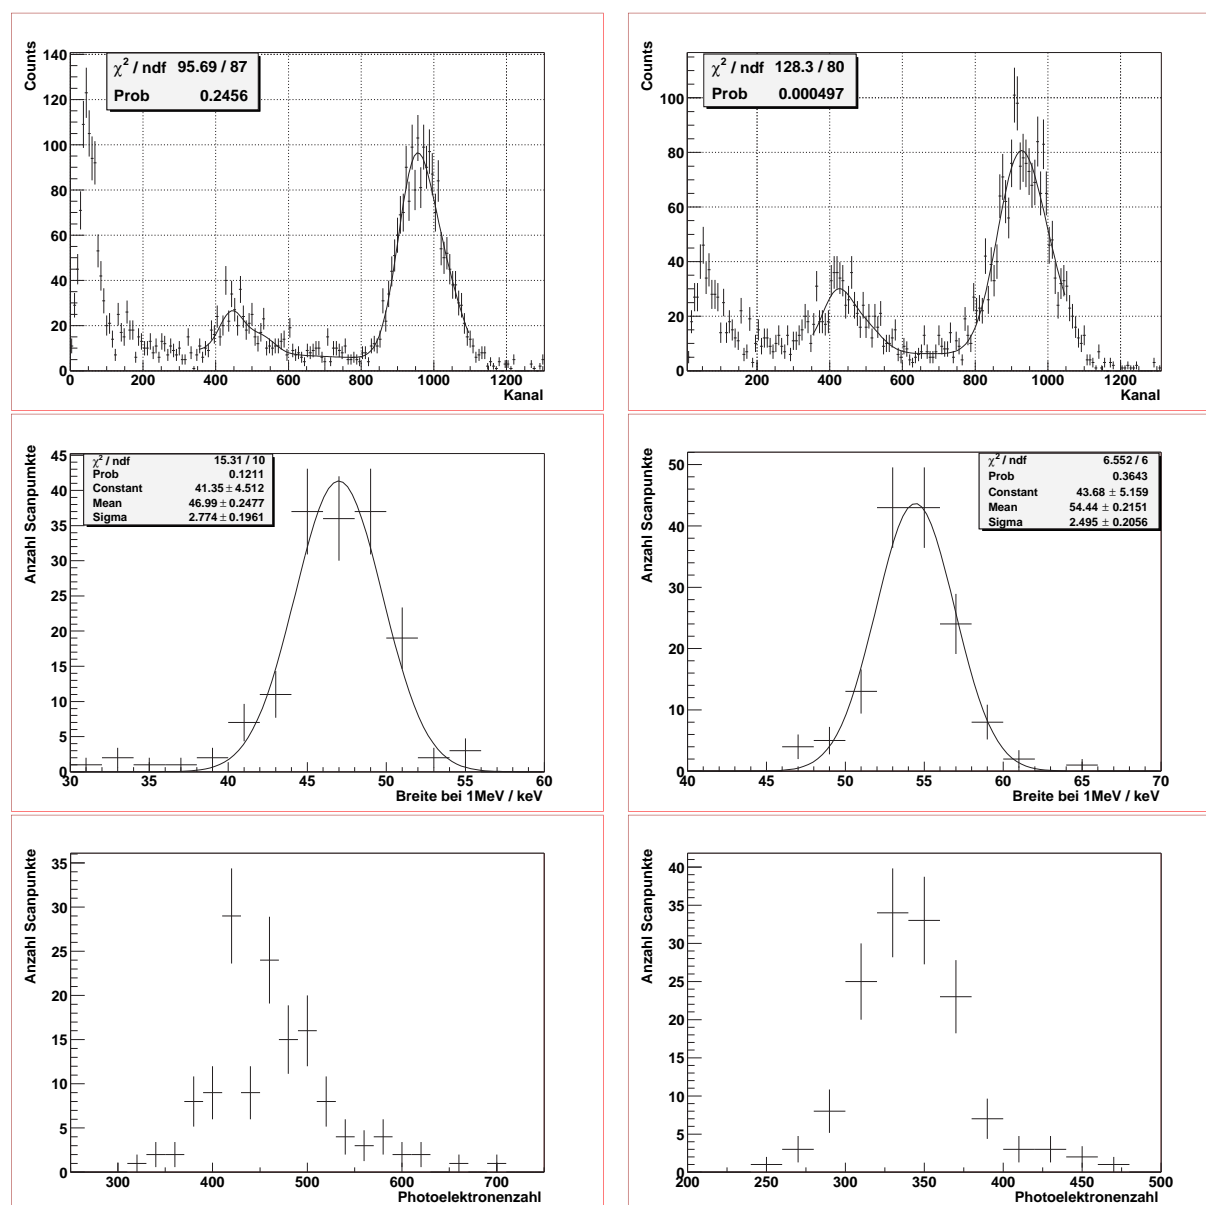 Counts
140
120
100
80
60
40
20
0
χ² / ndf 95.69 / 87
Prob 0.2456
0 200 400 600 800 1000 1200
Kanal
Counts
100
80
60
40
20
0
χ² / ndf 128.3 / 80
Prob 0.000497
200 400 600 800 1000 1200
Kanal
Anzahl Scanpumkte
45
40
35
30
25
20
15
10
5
0
χ² / ndf 15.31 / 10
Prob 0.1211
Constant 41.35 ± 4.512
Mean 46.99 ± 0.2477
Sigma 2.774 ± 0.1961
30 35 40 45 50 55 60
Breite bei 1MeV / keV
Anzahl Scanpunkte
50
40
30
20
10
0
χ² / ndf 6.552 / 6
Prob 0.3643
Constant 43.68 ± 5.159
Mean 54.44 ± 0.2151
Sigma 2.495 ± 0.2056
40 45 50 55 60 65 70
Breite bei 1MeV / keV
Anzahl Scanpunkte
35
30
25
20
15
10
5
0
300 400 500 600 700
Photoelektronenzahl
Anzahl Scanpunkte
40
35
30
25
20
15
10
5
0
200 250 300 350 400 450 500
Photoelektronenzahl